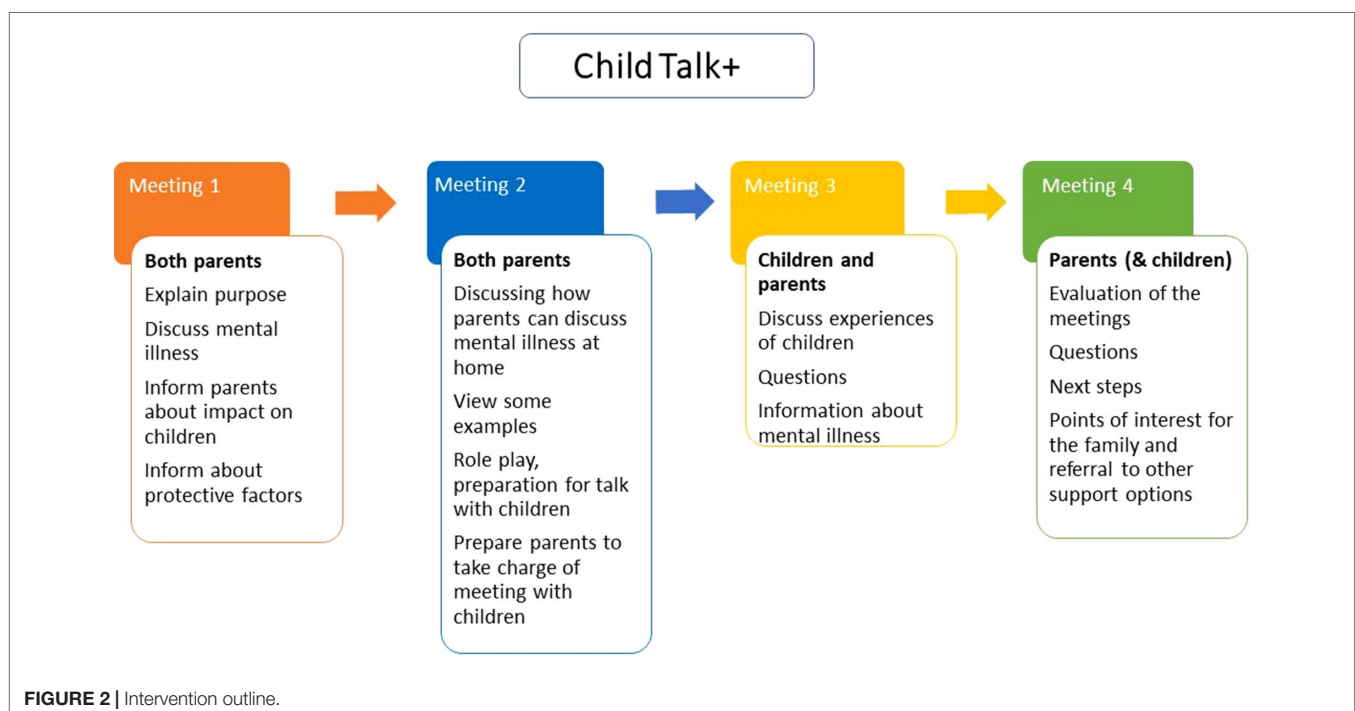 Child Talk+
Meeting 1
Both parents
Explain purpose
Discuss mental
illness
Inform parents
about impact on
children
Inform about
protective factors
Meeting 2
Both parents
Discussing how
parents can discuss
mental illness at
home
View some
examples
Role play,
preparation for talk
with children
Prepare parents to
take charge of
meeting with
children
Meeting 3
Children and
parents
Discuss experiences
of children
Questions
Information about
mental illness
Meeting 4
Parents (& children)
Evaluation of the
meetings
Questions
Next steps
Points of interest for
the family and
referral to other
support options
FIGURE 2 | Intervention outline.